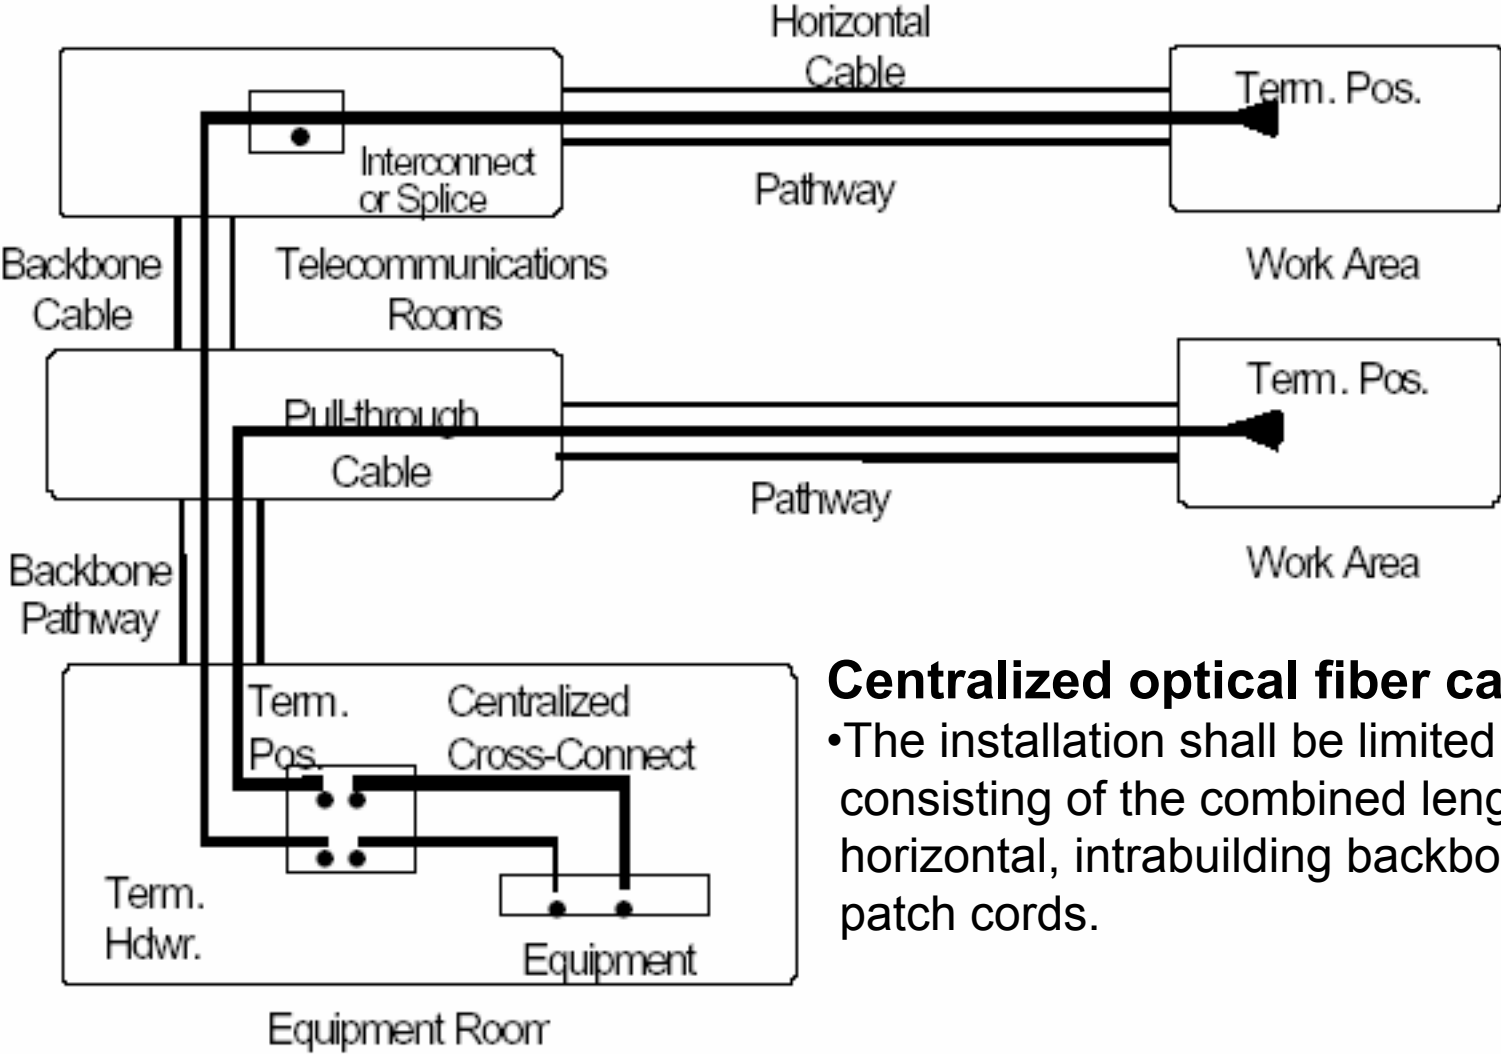 Horizontal
Cable
Term. Pos.
Interconnect
or Splice
Pathway
Backbone
Cable
Telecommunications
Rooms
Work Area
Pull-through
Cable
Term. Pos.
Pathway
Work Area
Backbone
Pathway
Term.
Pos.
Centralized
Cross-Connect
Term.
Hdwr.
Equipment
Equipment Room
Centralized optical fiber ca
•The installation shall be limited
consisting of the combined leng
horizontal, intrabuilding backbo
patch cords.